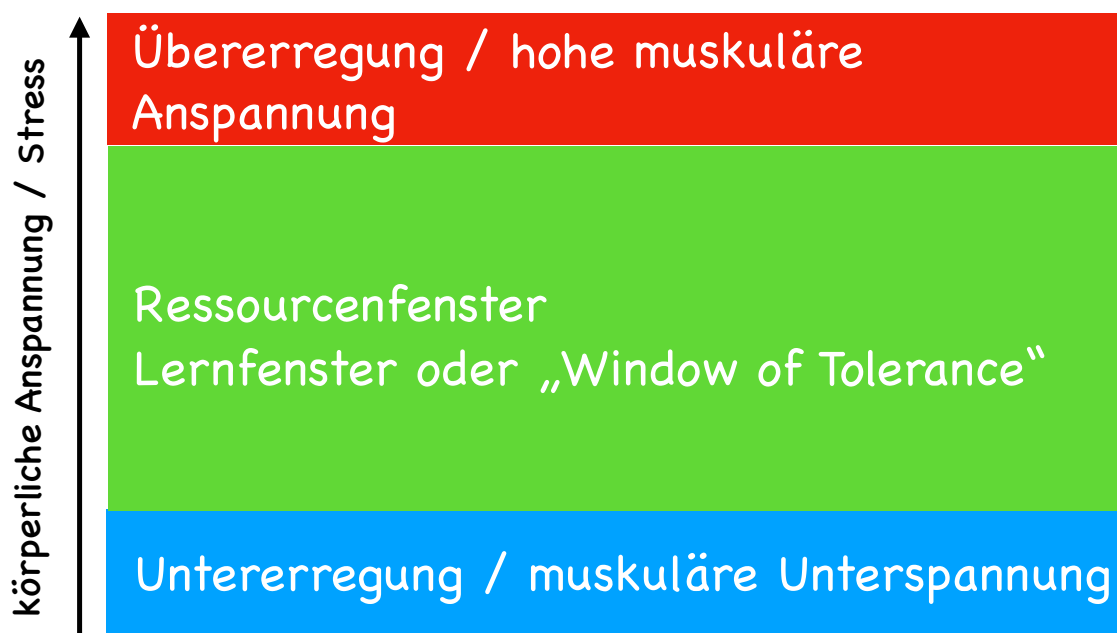 körperliche Anspannung / Stress
Übererregung / hohe muskuläre
Anspannung
Ressourcenfenster
Lernfenster oder „Window of Tolerance“
Untererregung / muskuläre Unterspannung